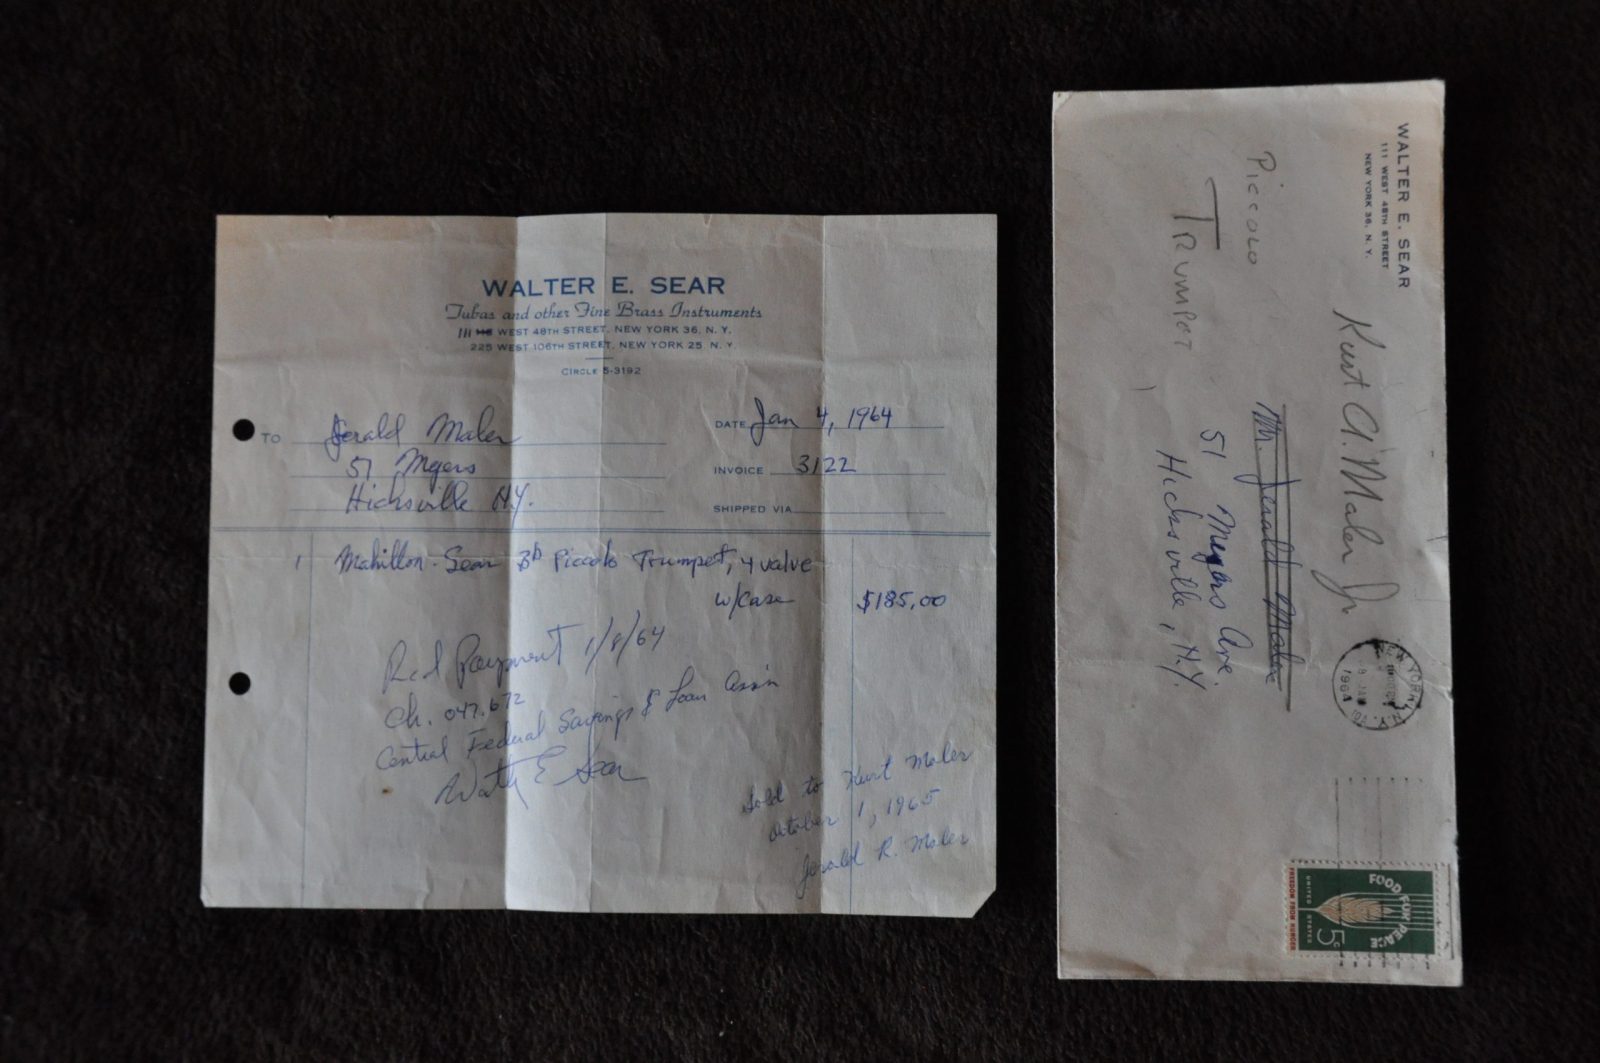 WALTER E. SEAR
Tubas and other Fine Brass Instruments
111 WEST 48TH STREET, NEW YORK 36, N. Y.
225 WEST 106TH STREET, NEW YORK 25 N. Y.
CIRCLE 5-3192
TO Jerald Maler
51 Myers
Hicksville N.Y.
DATE Jan 4, 1964
INVOICE 3122
SHIPPED VIA
1 Mahillon-Sear Bb Piccolo Trumpet, 4 valve
w/Case $185.00
Rcd Payment 1/8/64
Ch. 047.672
Central Federal Savings & Loan Ass'n
Walter E Sear
Sold to Kurt Maler
October 1, 1965
Jerald R. Maler
WALTER E. SEAR
111 WEST 48TH STREET
NEW YORK 36, N. Y.
Piccolo
Trumpet
Kurt A. Maler Jr
Mr. Jerald Maler
51 Myers Ave.
Hicksville, N.Y.
NEW YORK, N.Y.
1964
FOOD FOR PEACE
5c
UNITED STATES
FREEDOM FROM HUNGER